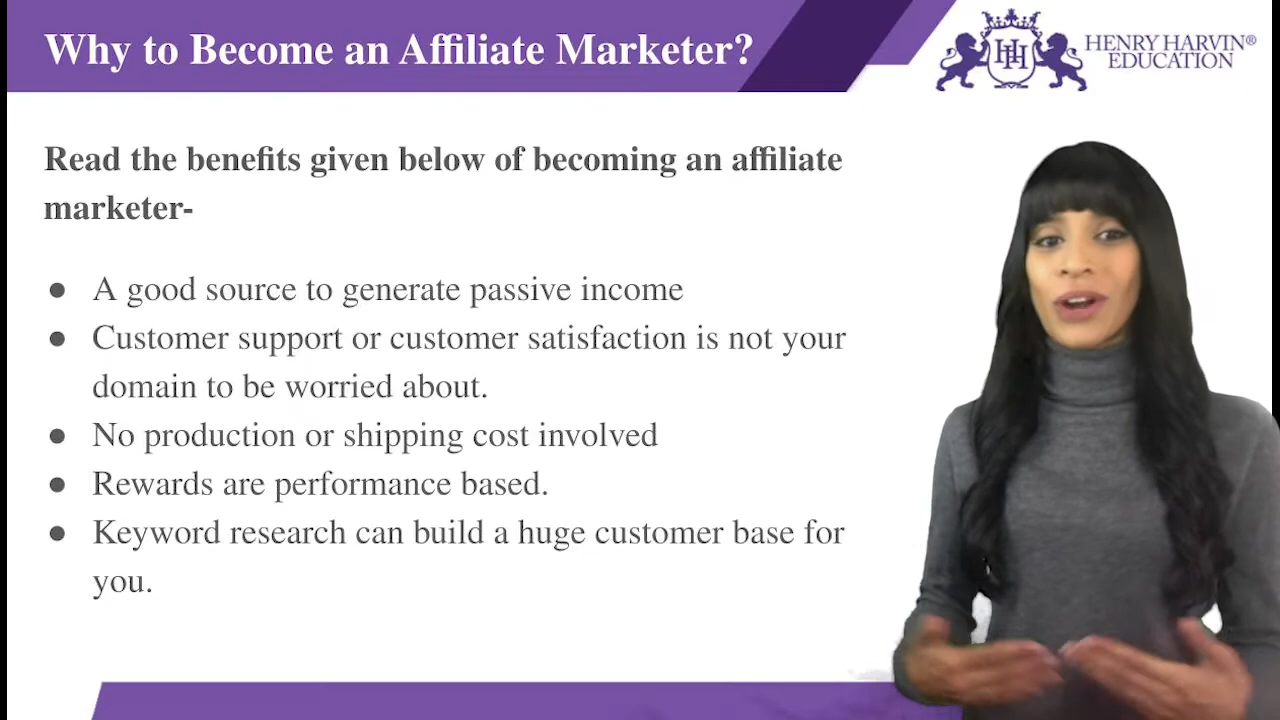 Why to Become an Affiliate Marketer?
HENRY HARVIN®
EDUCATION
Read the benefits given below of becoming an affiliate
marketer-
● A good source to generate passive income
● Customer support or customer satisfaction is not your
domain to be worried about.
● No production or shipping cost involved
● Rewards are performance based.
● Keyword research can build a huge customer base for
you.